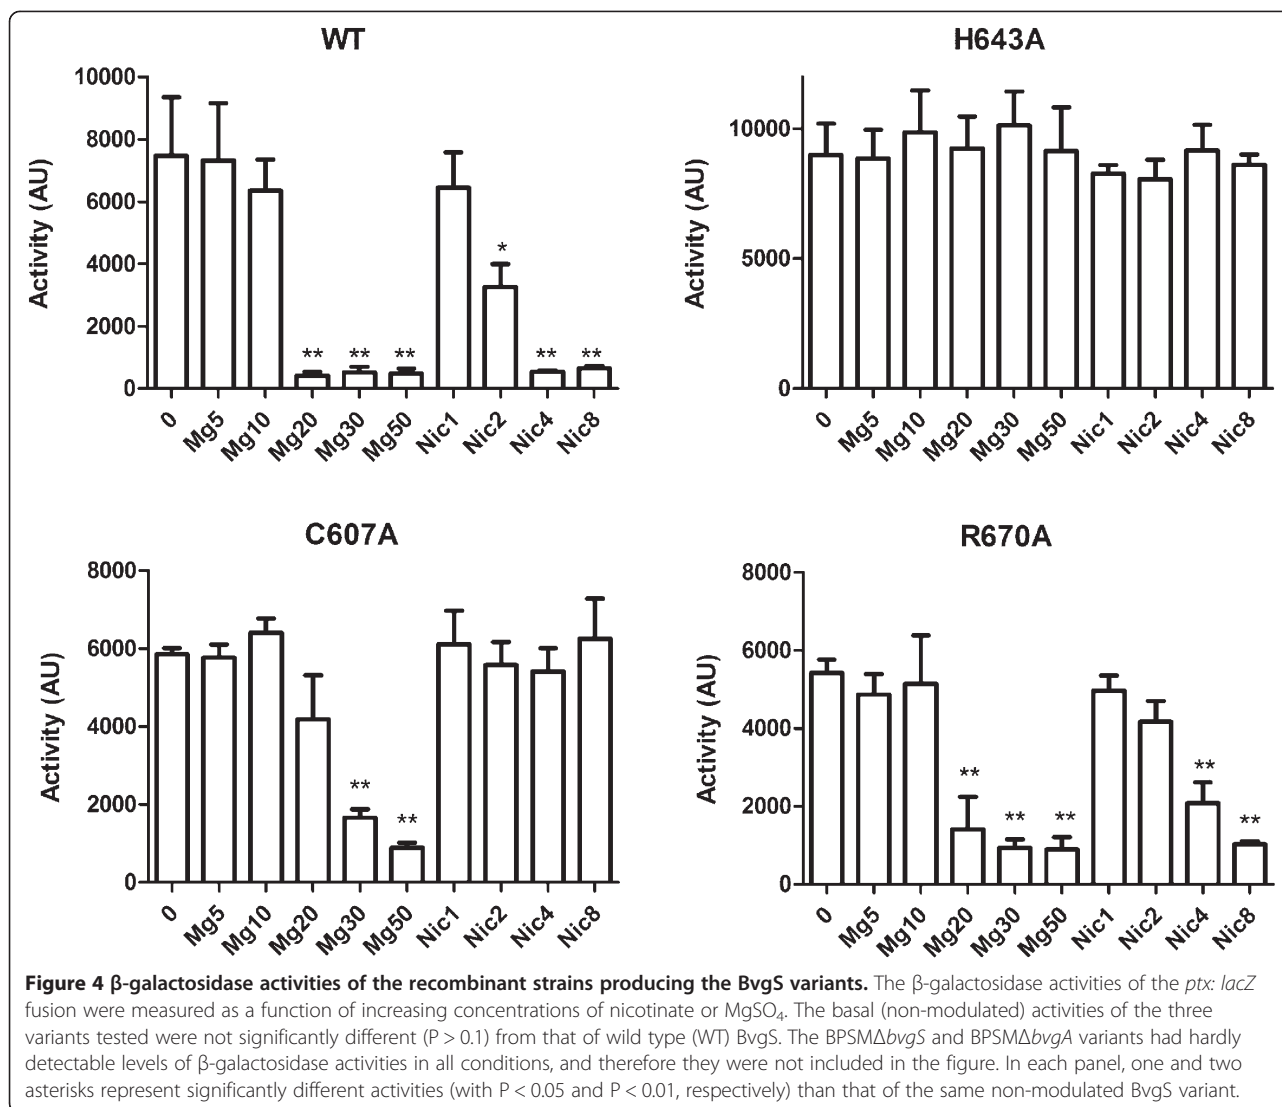 WT
10000
8000
6000
4000
2000
0
Activity (AU)
*
** ** ** ** **
0 Mg5 Mg10 Mg20 Mg30 Mg50 Nic1 Nic2 Nic4 Nic8
H643A
10000
5000
0
Activity (AU)
0 Mg5 Mg10 Mg20 Mg30 Mg50 Nic1 Nic2 Nic4 Nic8
C607A
8000
6000
4000
2000
0
Activity (AU)
** **
0 Mg5 Mg10 Mg20 Mg30 Mg50 Nic1 Nic2 Nic4 Nic8
R670A
8000
6000
4000
2000
0
Activity (AU)
** ** ** ** **
0 Mg5 Mg10 Mg20 Mg30 Mg50 Nic1 Nic2 Nic4 Nic8
Figure 4 β-galactosidase activities of the recombinant strains producing the BvgS variants. The β-galactosidase activities of the ptx: lacZ
fusion were measured as a function of increasing concentrations of nicotinate or MgSO₄. The basal (non-modulated) activities of the three
variants tested were not significantly different (P > 0.1) from that of wild type (WT) BvgS. The BPSMΔbvgS and BPSMΔbvgA variants had hardly
detectable levels of β-galactosidase activities in all conditions, and therefore they were not included in the figure. In each panel, one and two
asterisks represent significantly different activities (with P < 0.05 and P < 0.01, respectively) than that of the same non-modulated BvgS variant.